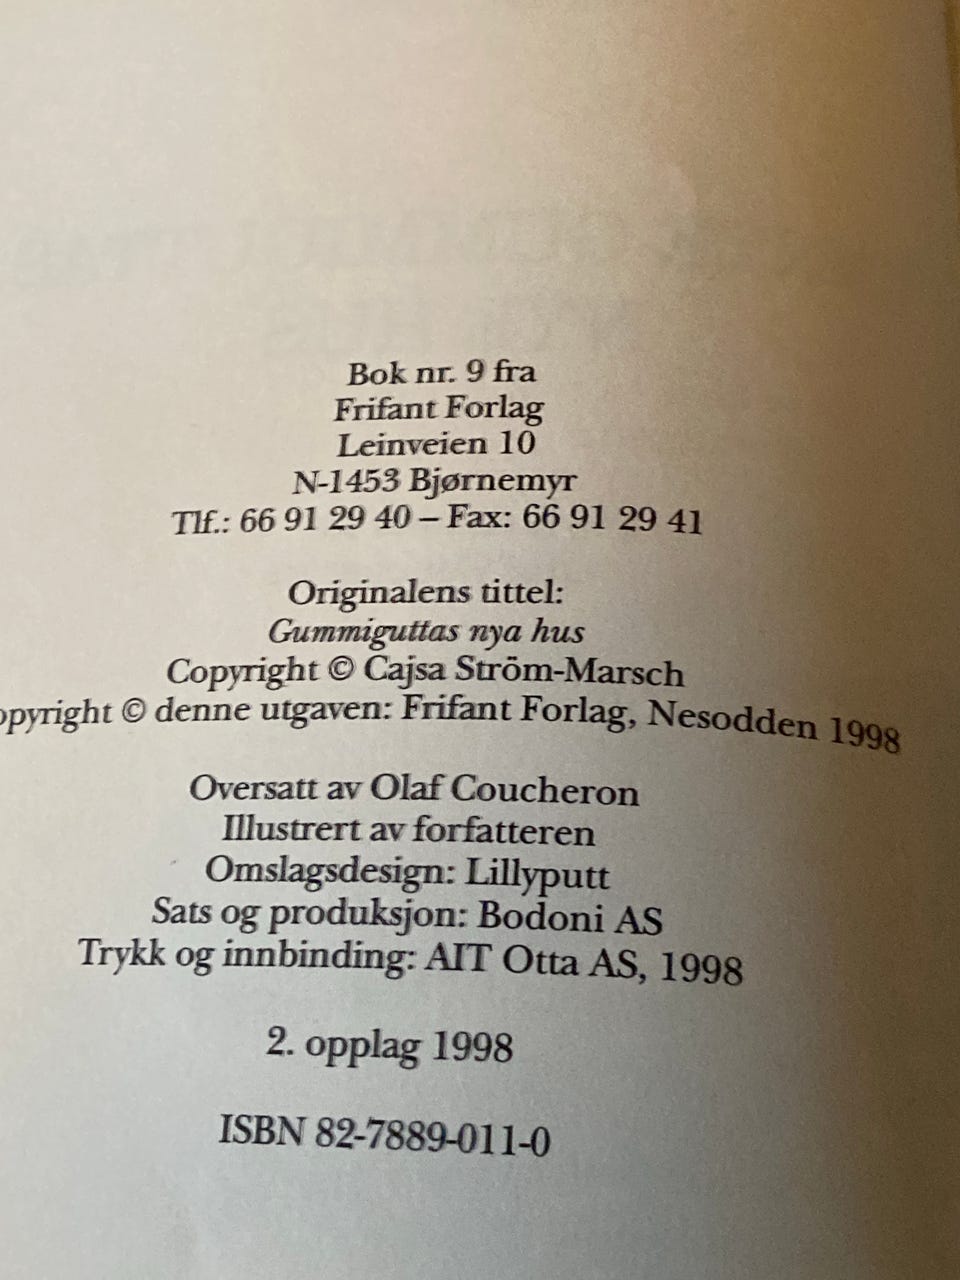 Bok nr. 9 fra
Frifant Forlag
Leinveien 10
N-1453 Bjørnemyr
Tlf.: 66 91 29 40 – Fax: 66 91 29 41
Originalens tittel:
Gummiguttas nya hus
Copyright © Cajsa Ström-Marsch
opyright © denne utgaven: Frifant Forlag, Nesodden 1998
Oversatt av Olaf Coucheron
Illustrert av forfatteren
Omslagsdesign: Lillyputt
Sats og produksjon: Bodoni AS
Trykk og innbinding: AIT Otta AS, 1998
2. opplag 1998
ISBN 82-7889-011-0